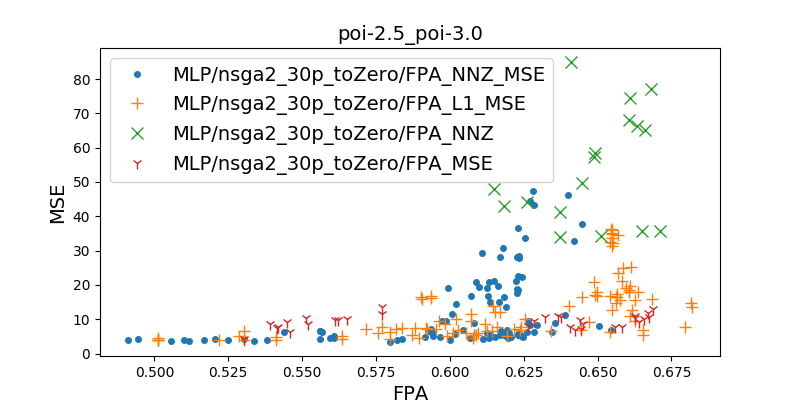 poi-2.5_poi-3.0
MLP/nsga2_30p_toZero/FPA_NNZ_MSE
MLP/nsga2_30p_toZero/FPA_L1_MSE
MLP/nsga2_30p_toZero/FPA_NNZ
MLP/nsga2_30p_toZero/FPA_MSE
MSE
80
70
60
50
40
30
20
10
0
0.500 0.525 0.550 0.575 0.600 0.625 0.650 0.675
FPA